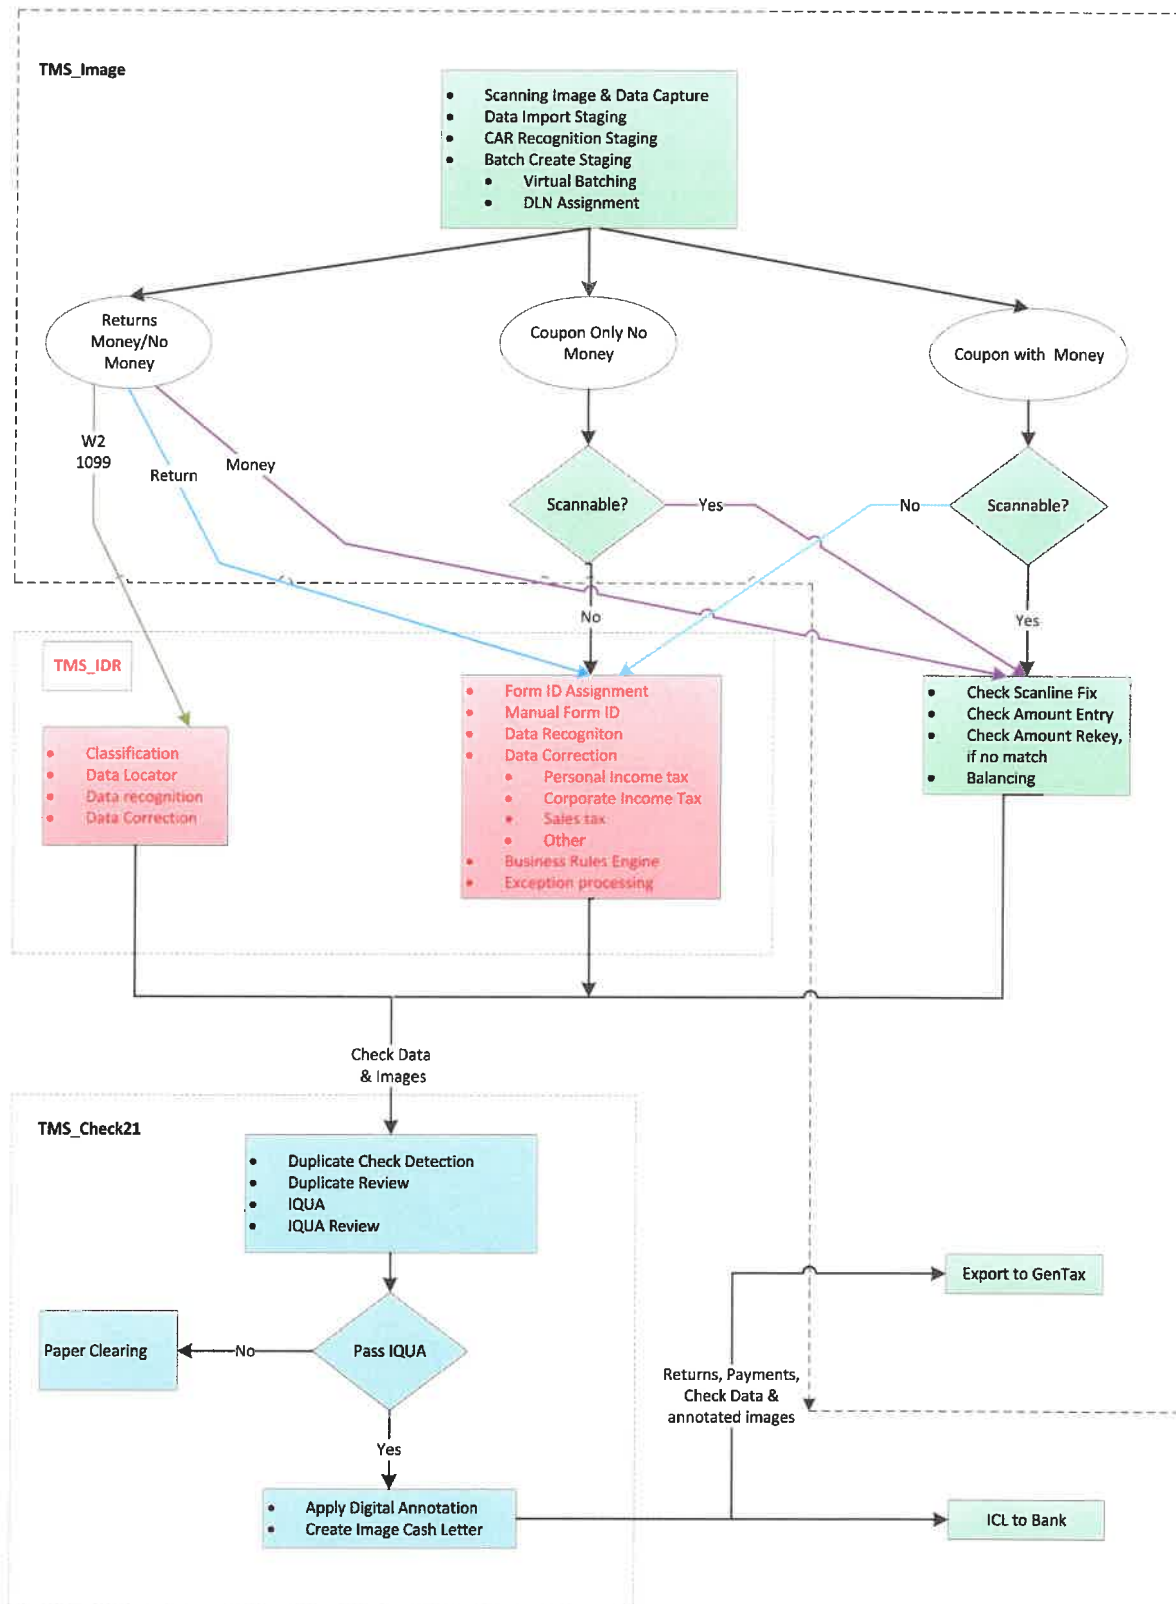 TMS_Image
• Scanning Image & Data Capture
• Data Import Staging
• CAR Recognition Staging
• Batch Create Staging
• Virtual Batching
• DLN Assignment
Returns
Money/No
Money
Coupon Only No
Money
Coupon with Money
W2
1099
Return
Money
Scannable?
Yes
No
Scannable?
No
Yes
TMS_IDR
• Classification
• Data Locator
• Data recognition
• Data Correction
• Form ID Assignment
• Manual Form ID
• Data Recogniton
• Data Correction
• Personal Income tax
• Corporate Income Tax
• Sales tax
• Other
• Business Rules Engine
• Exception processing
• Check Scanline Fix
• Check Amount Entry
• Check Amount Rekey,
if no match
• Balancing
Check Data
& Images
TMS_Check21
• Duplicate Check Detection
• Duplicate Review
• IQUA
• IQUA Review
Paper Clearing
No
Pass IQUA
Yes
• Apply Digital Annotation
• Create Image Cash Letter
Returns, Payments,
Check Data &
annotated images
Export to GenTax
ICL to Bank